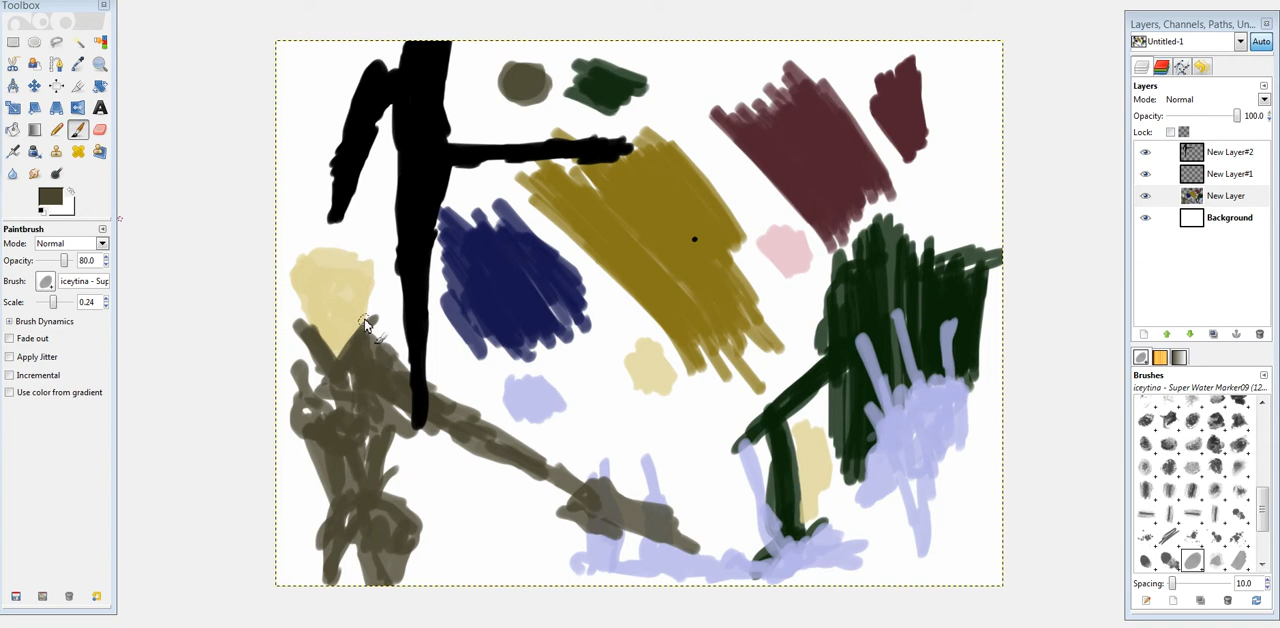 Toolbox
Paintbrush
Mode: Normal
Opacity: 80.0
Brush: iceytina - Sup
Scale: 0.24
Brush Dynamics
Fade out
Apply Jitter
Incremental
Use color from gradient
Layers, Channels, Paths, Un...
Untitled-1 Auto
Layers
Mode: Normal
Opacity: 100.0
Lock:
New Layer#2
New Layer#1
New Layer
Background
Brushes
iceytina - Super Water Marker09 (12...
Spacing: 10.0